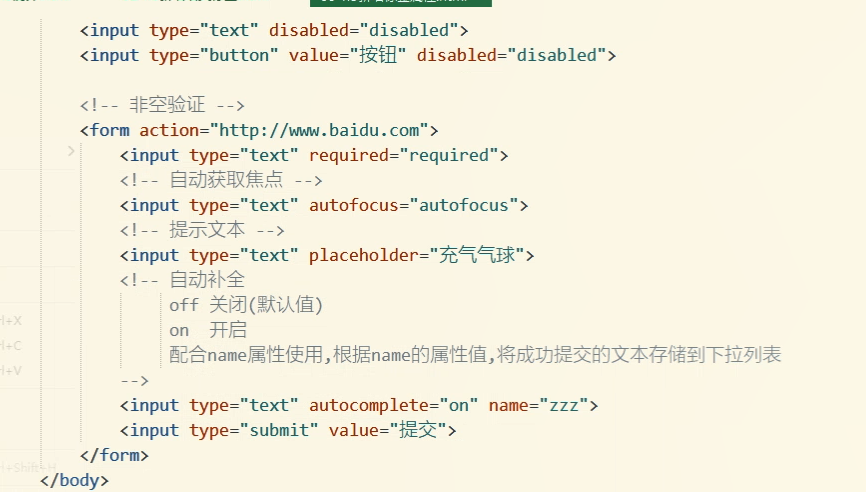 <input type="text" disabled="disabled">
<input type="button" value="按钮" disabled="disabled">
<!-- 非空验证 -->
<form action="http://www.baidu.com">
<input type="text" required="required">
<!-- 自动获取焦点 -->
<input type="text" autofocus="autofocus">
<!-- 提示文本 -->
<input type="text" placeholder="充气气球">
<!-- 自动补全
off 关闭(默认值)
on 开启
配合name属性使用,根据name的属性值,将成功提交的文本存储到下拉列表
-->
<input type="text" autocomplete="on" name="zzz">
<input type="submit" value="提交">
</form>
</body>